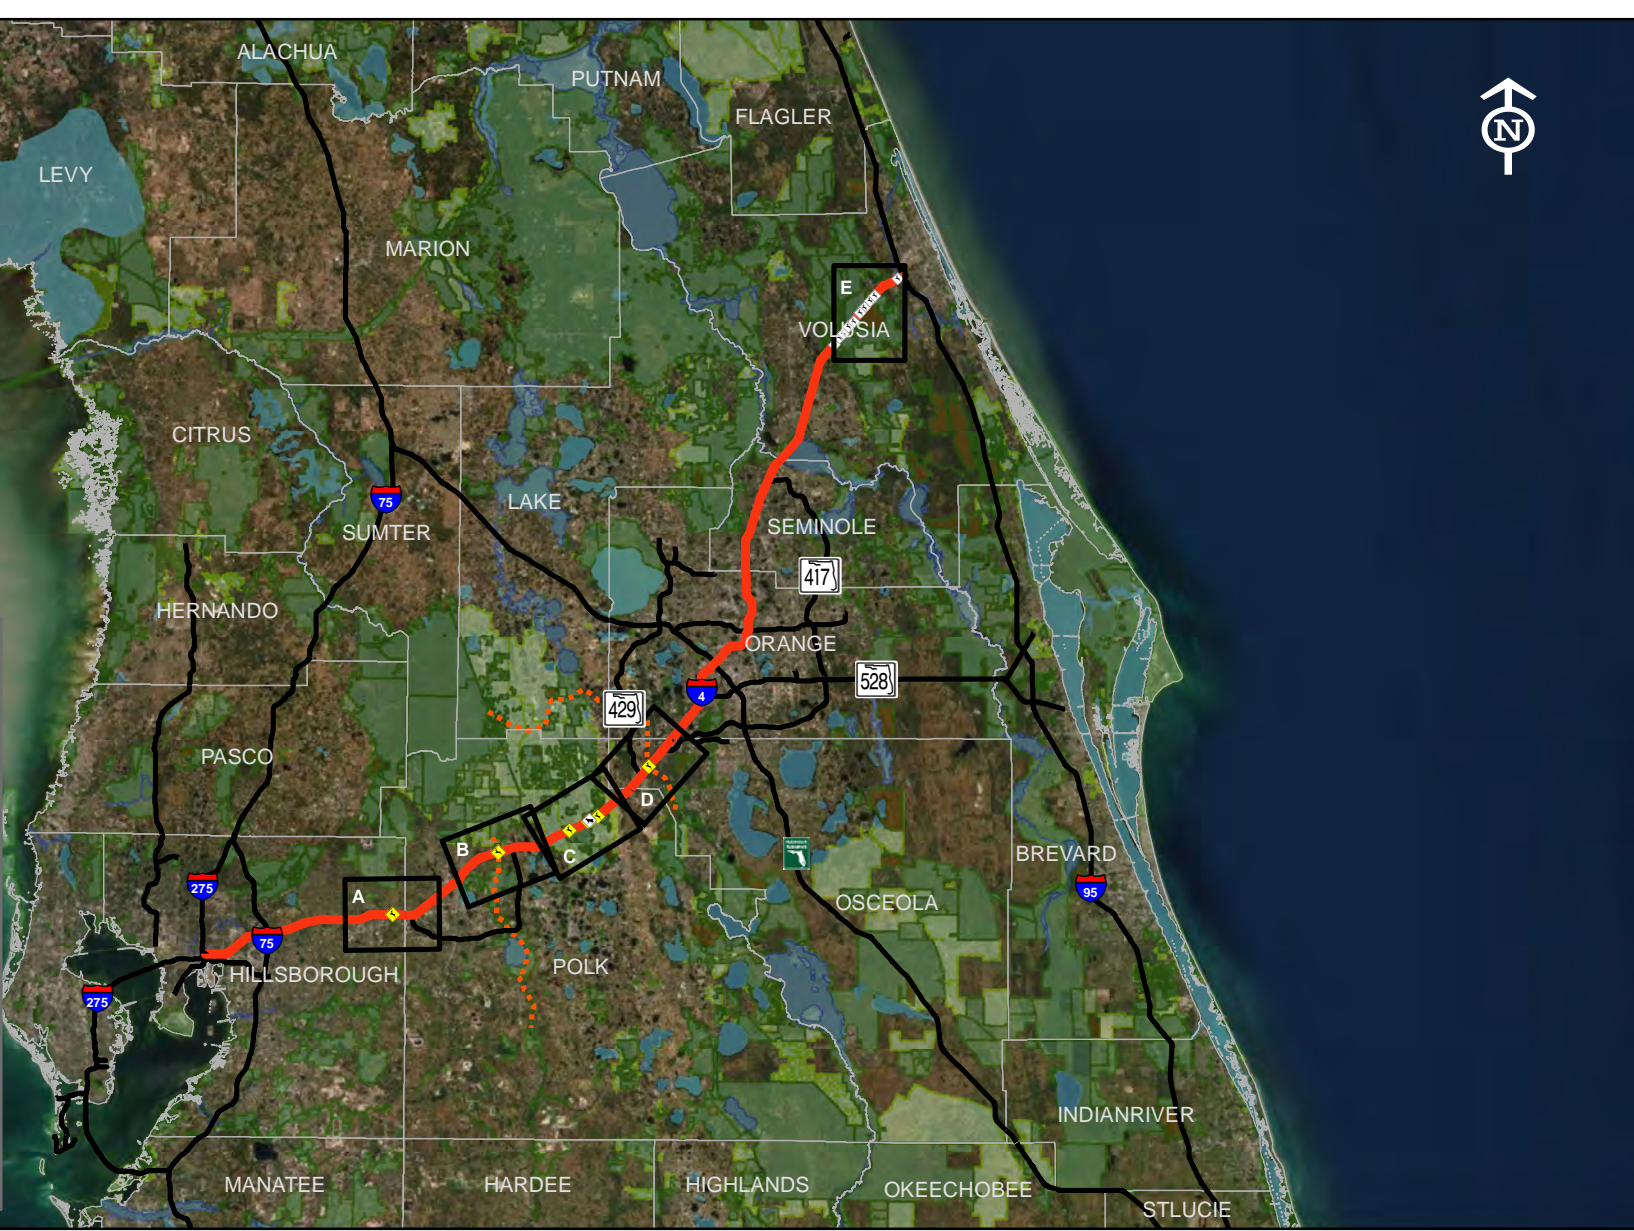 ALACHUA
PUTNAM
FLAGLER
N
LEVY
MARION
E
VOLUSIA
CITRUS
75
LAKE
SEMINOLE
SUMTER
417
HERNANDO
ORANGE
528
4
429
PASCO
D
B
C
BREVARD
275
95
A
OSCEOLA
75
POLK
HILLSBOROUGH
275
INDIANRIVER
MANATEE
HARDEE
HIGHLANDS
OKEECHOBEE
STLUCIE